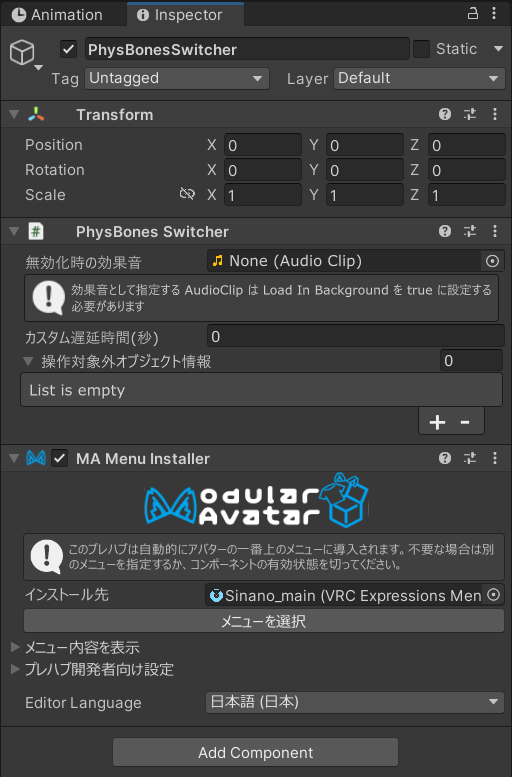 Animation Inspector
PhysBonesSwitcher Static
Tag Untagged Layer Default
Transform
Position X 0 Y 0 Z 0
Rotation X 0 Y 0 Z 0
Scale X 1 Y 1 Z 1
PhysBones Switcher
無効化時の効果音 None (Audio Clip)
効果音として指定する AudioClip は Load In Background を true に設定する
必要があります
カスタム遅延時間(秒) 0
操作対象外オブジェクト情報 0
List is empty
MA Menu Installer
Modular
Avatar
このプレハブは自動的にアバターの一番上のメニューに導入されます。不要な場合は別
のメニューを指定するか、コンポーネントの有効状態を切ってください。
インストール先 Sinano_main (VRC Expressions Men
メニューを選択
メニュー内容を表示
プレハブ開発者向け設定
Editor Language 日本語 (日本)
Add Component